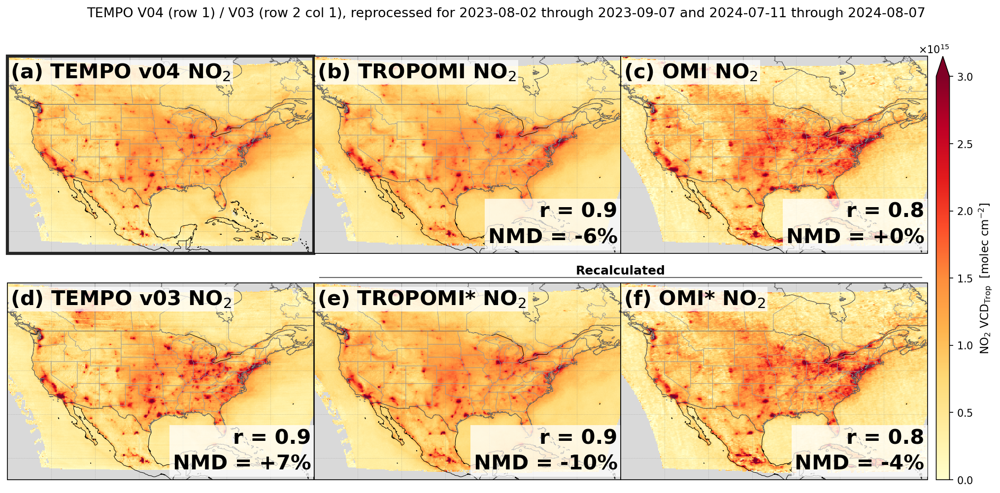 TEMPO V04 (row 1) / V03 (row 2 col 1), reprocessed for 2023-08-02 through 2023-09-07 and 2024-07-11 through 2024-08-07
(a) TEMPO v04 NO₂
(b) TROPOMI NO₂
r = 0.9
NMD = -6%
(c) OMI NO₂
r = 0.8
NMD = +0%
Recalculated
(d) TEMPO v03 NO₂
r = 0.9
NMD = +7%
(e) TROPOMI* NO₂
r = 0.9
NMD = -10%
(f) OMI* NO₂
r = 0.8
NMD = -4%
×10¹⁵
3.0
2.5
2.0
1.5
1.0
0.5
0.0
NO₂ VCD_Trop [molec cm⁻²]